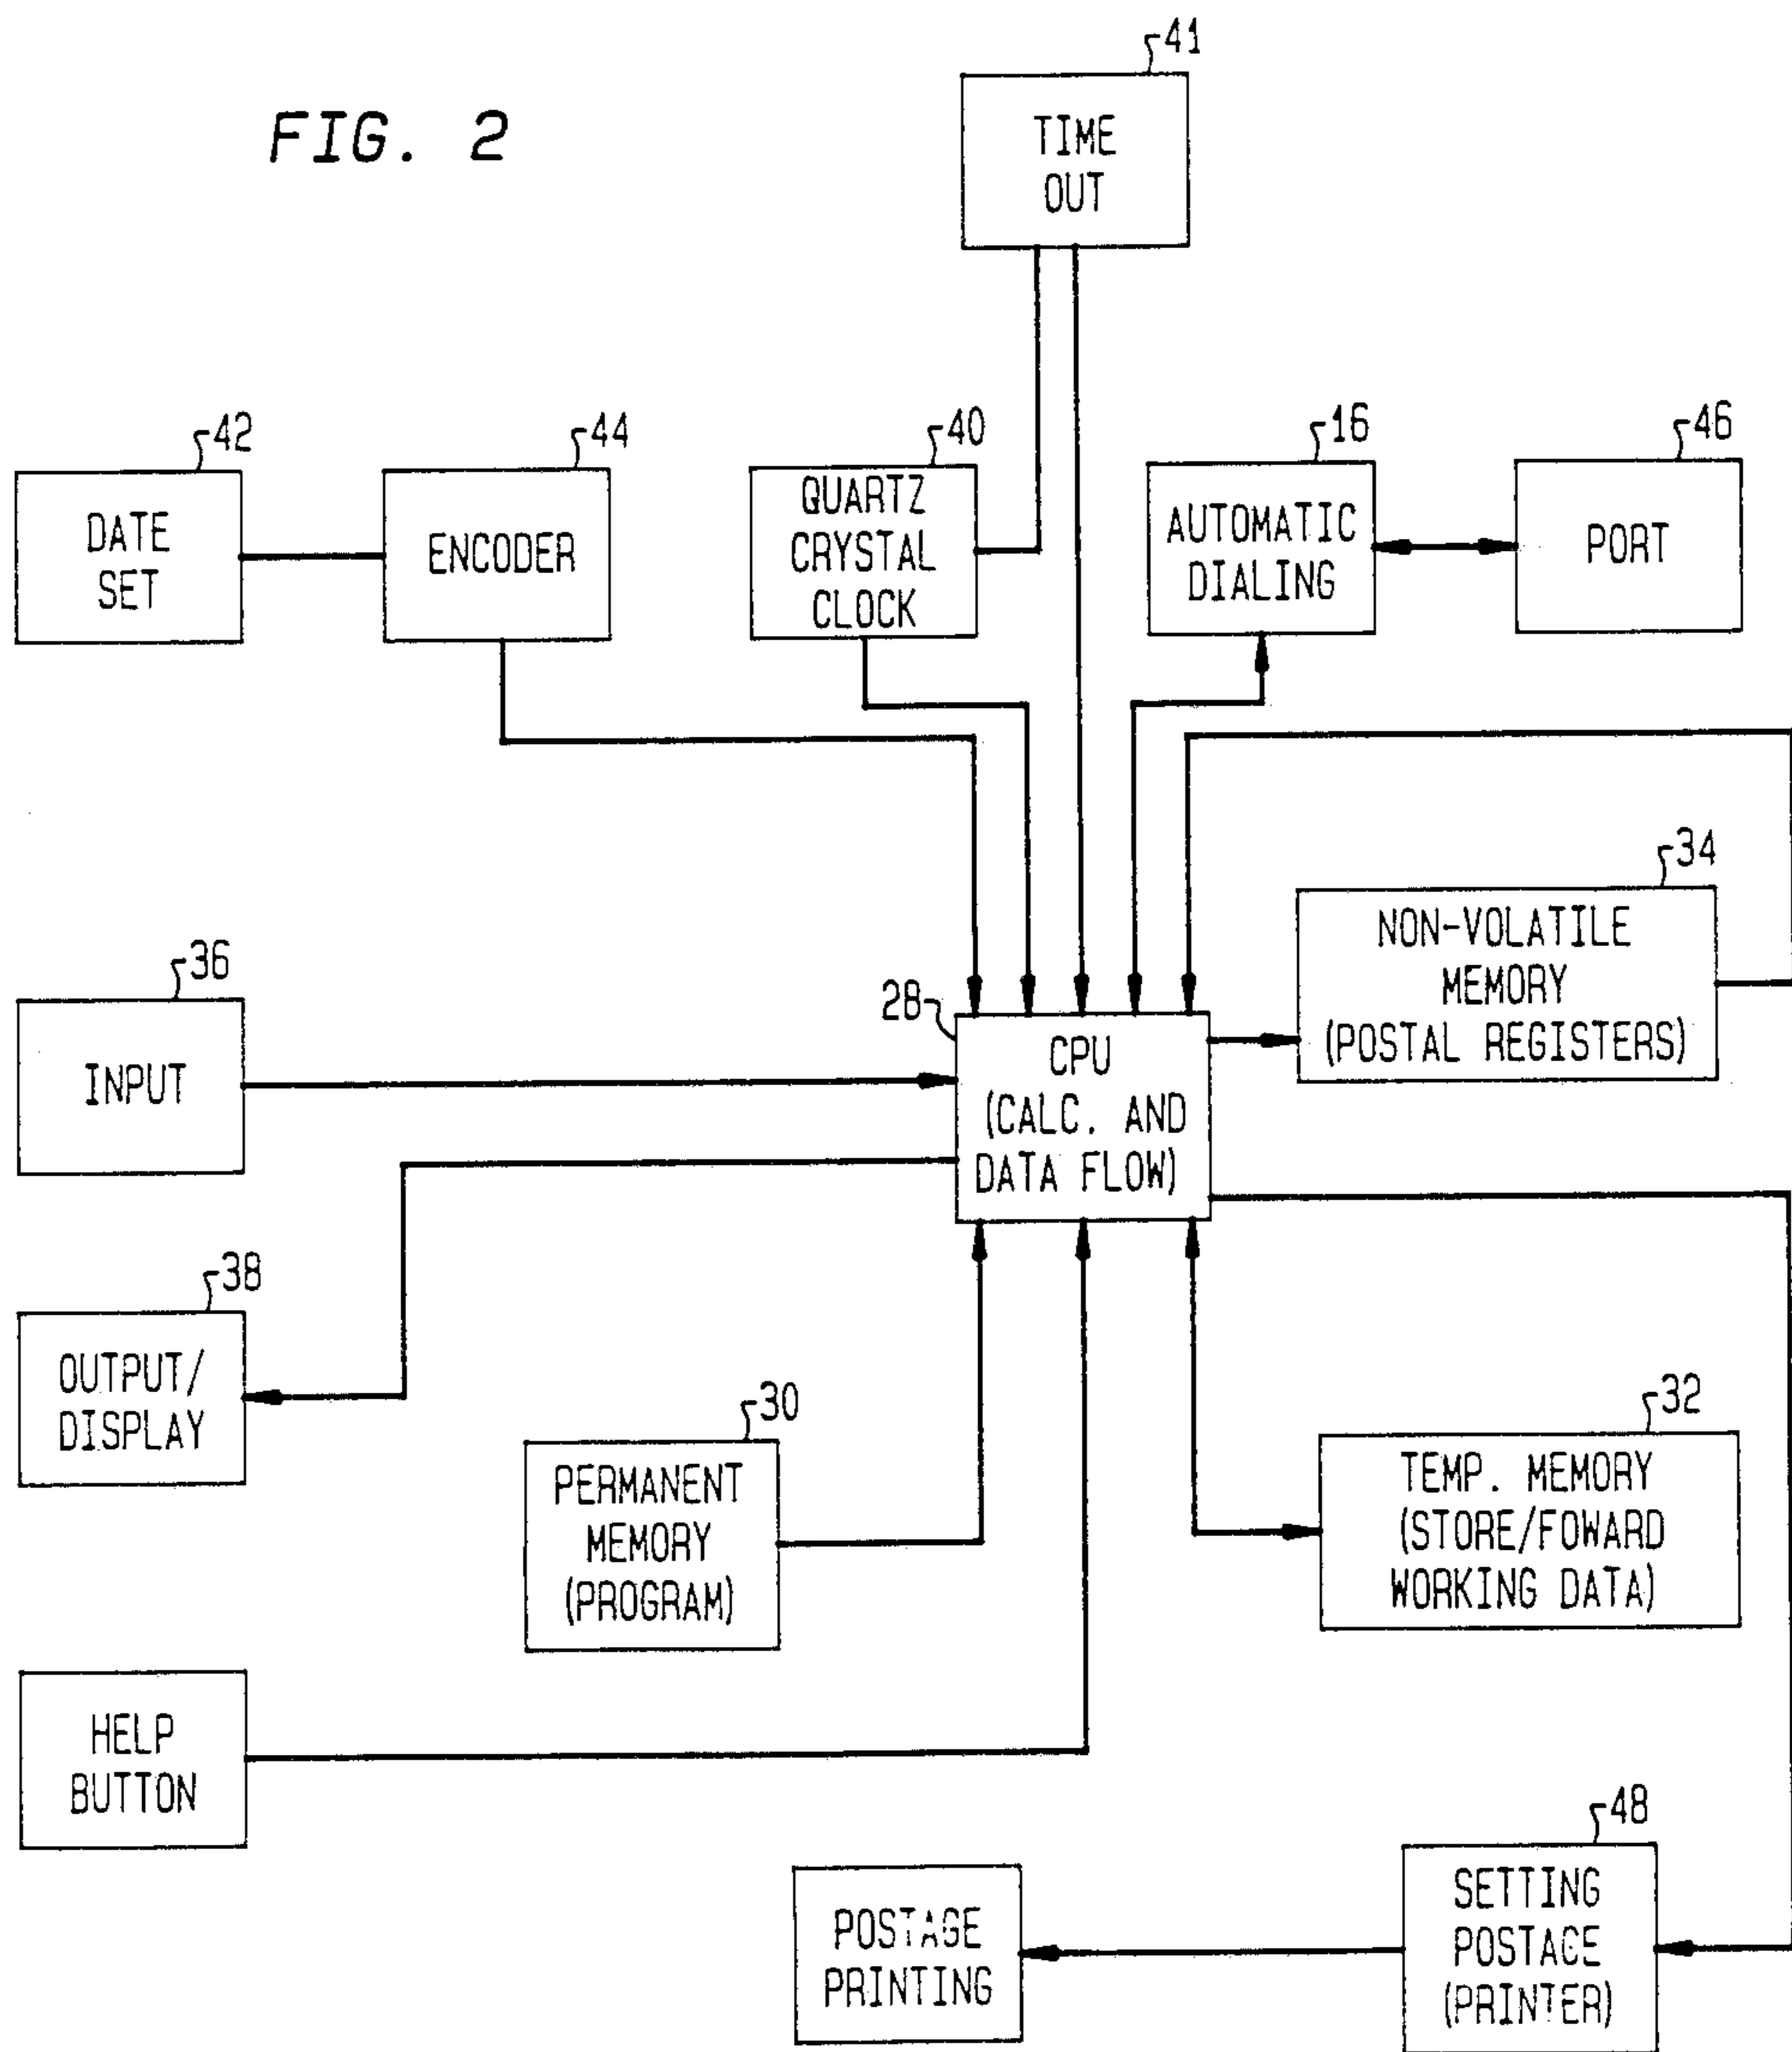 FIG. 2
41
TIME
OUT
42
DATE
SET
44
ENCODER
40
QUARTZ
CRYSTAL
CLOCK
16
AUTOMATIC
DIALING
46
PORT
34
NON-VOLATILE
MEMORY
(POSTAL REGISTERS)
36
INPUT
28
CPU
(CALC. AND
DATA FLOW)
38
OUTPUT/
DISPLAY
30
PERMANENT
MEMORY
(PROGRAM)
32
TEMP. MEMORY
(STORE/FOWARD
WORKING DATA)
HELP
BUTTON
POSTAGE
PRINTING
48
SETTING
POSTAGE
(PRINTER)